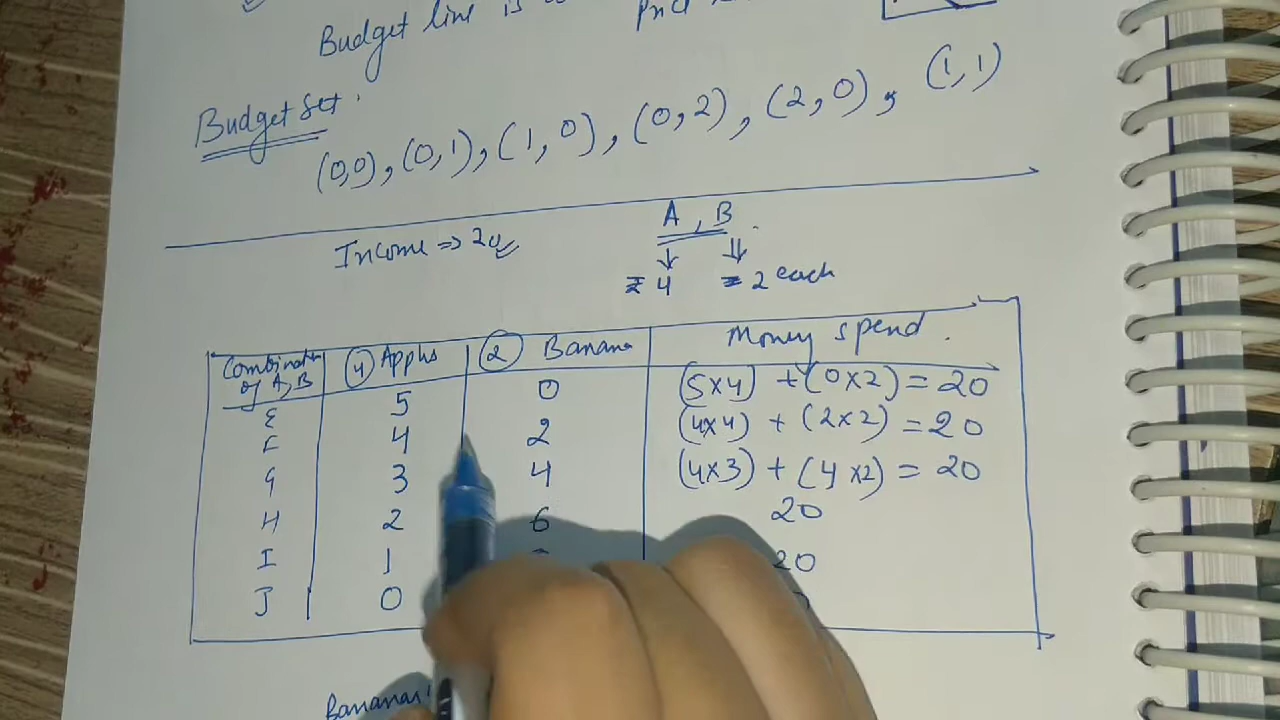 Budget line is
Budget Set.
(0,0), (0,1), (1,0), (0,2), (2,0), (1,1)
Income => 20
A, B.
₹ 4 ₹ 2 each
Combination of A, B | 4 Apples | 2 Banana | Money spend.
E 5 0 (5x4) + (0x2) = 20
F 4 2 (4x4) + (2x2) = 20
G 3 4 (4x3) + (4x2) = 20
H 2 6 20
I 1 20
J 0
Bananas